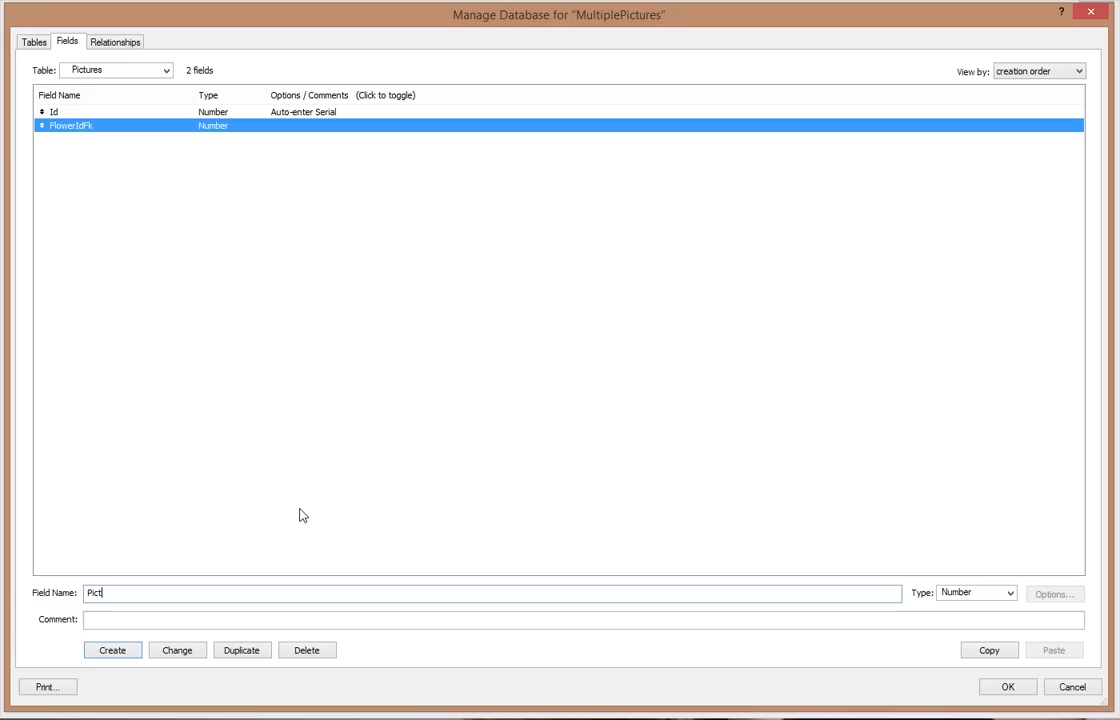 Manage Database for "MultiplePictures"
?
Tables Fields Relationships
Table: Pictures 2 fields View by: creation order
Field Name Type Options / Comments (Click to toggle)
Id Number Auto-enter Serial
FlowerIdFk Number
Field Name: Pict Type: Number Options...
Comment:
Create Change Duplicate Delete Copy Paste
Print... OK Cancel